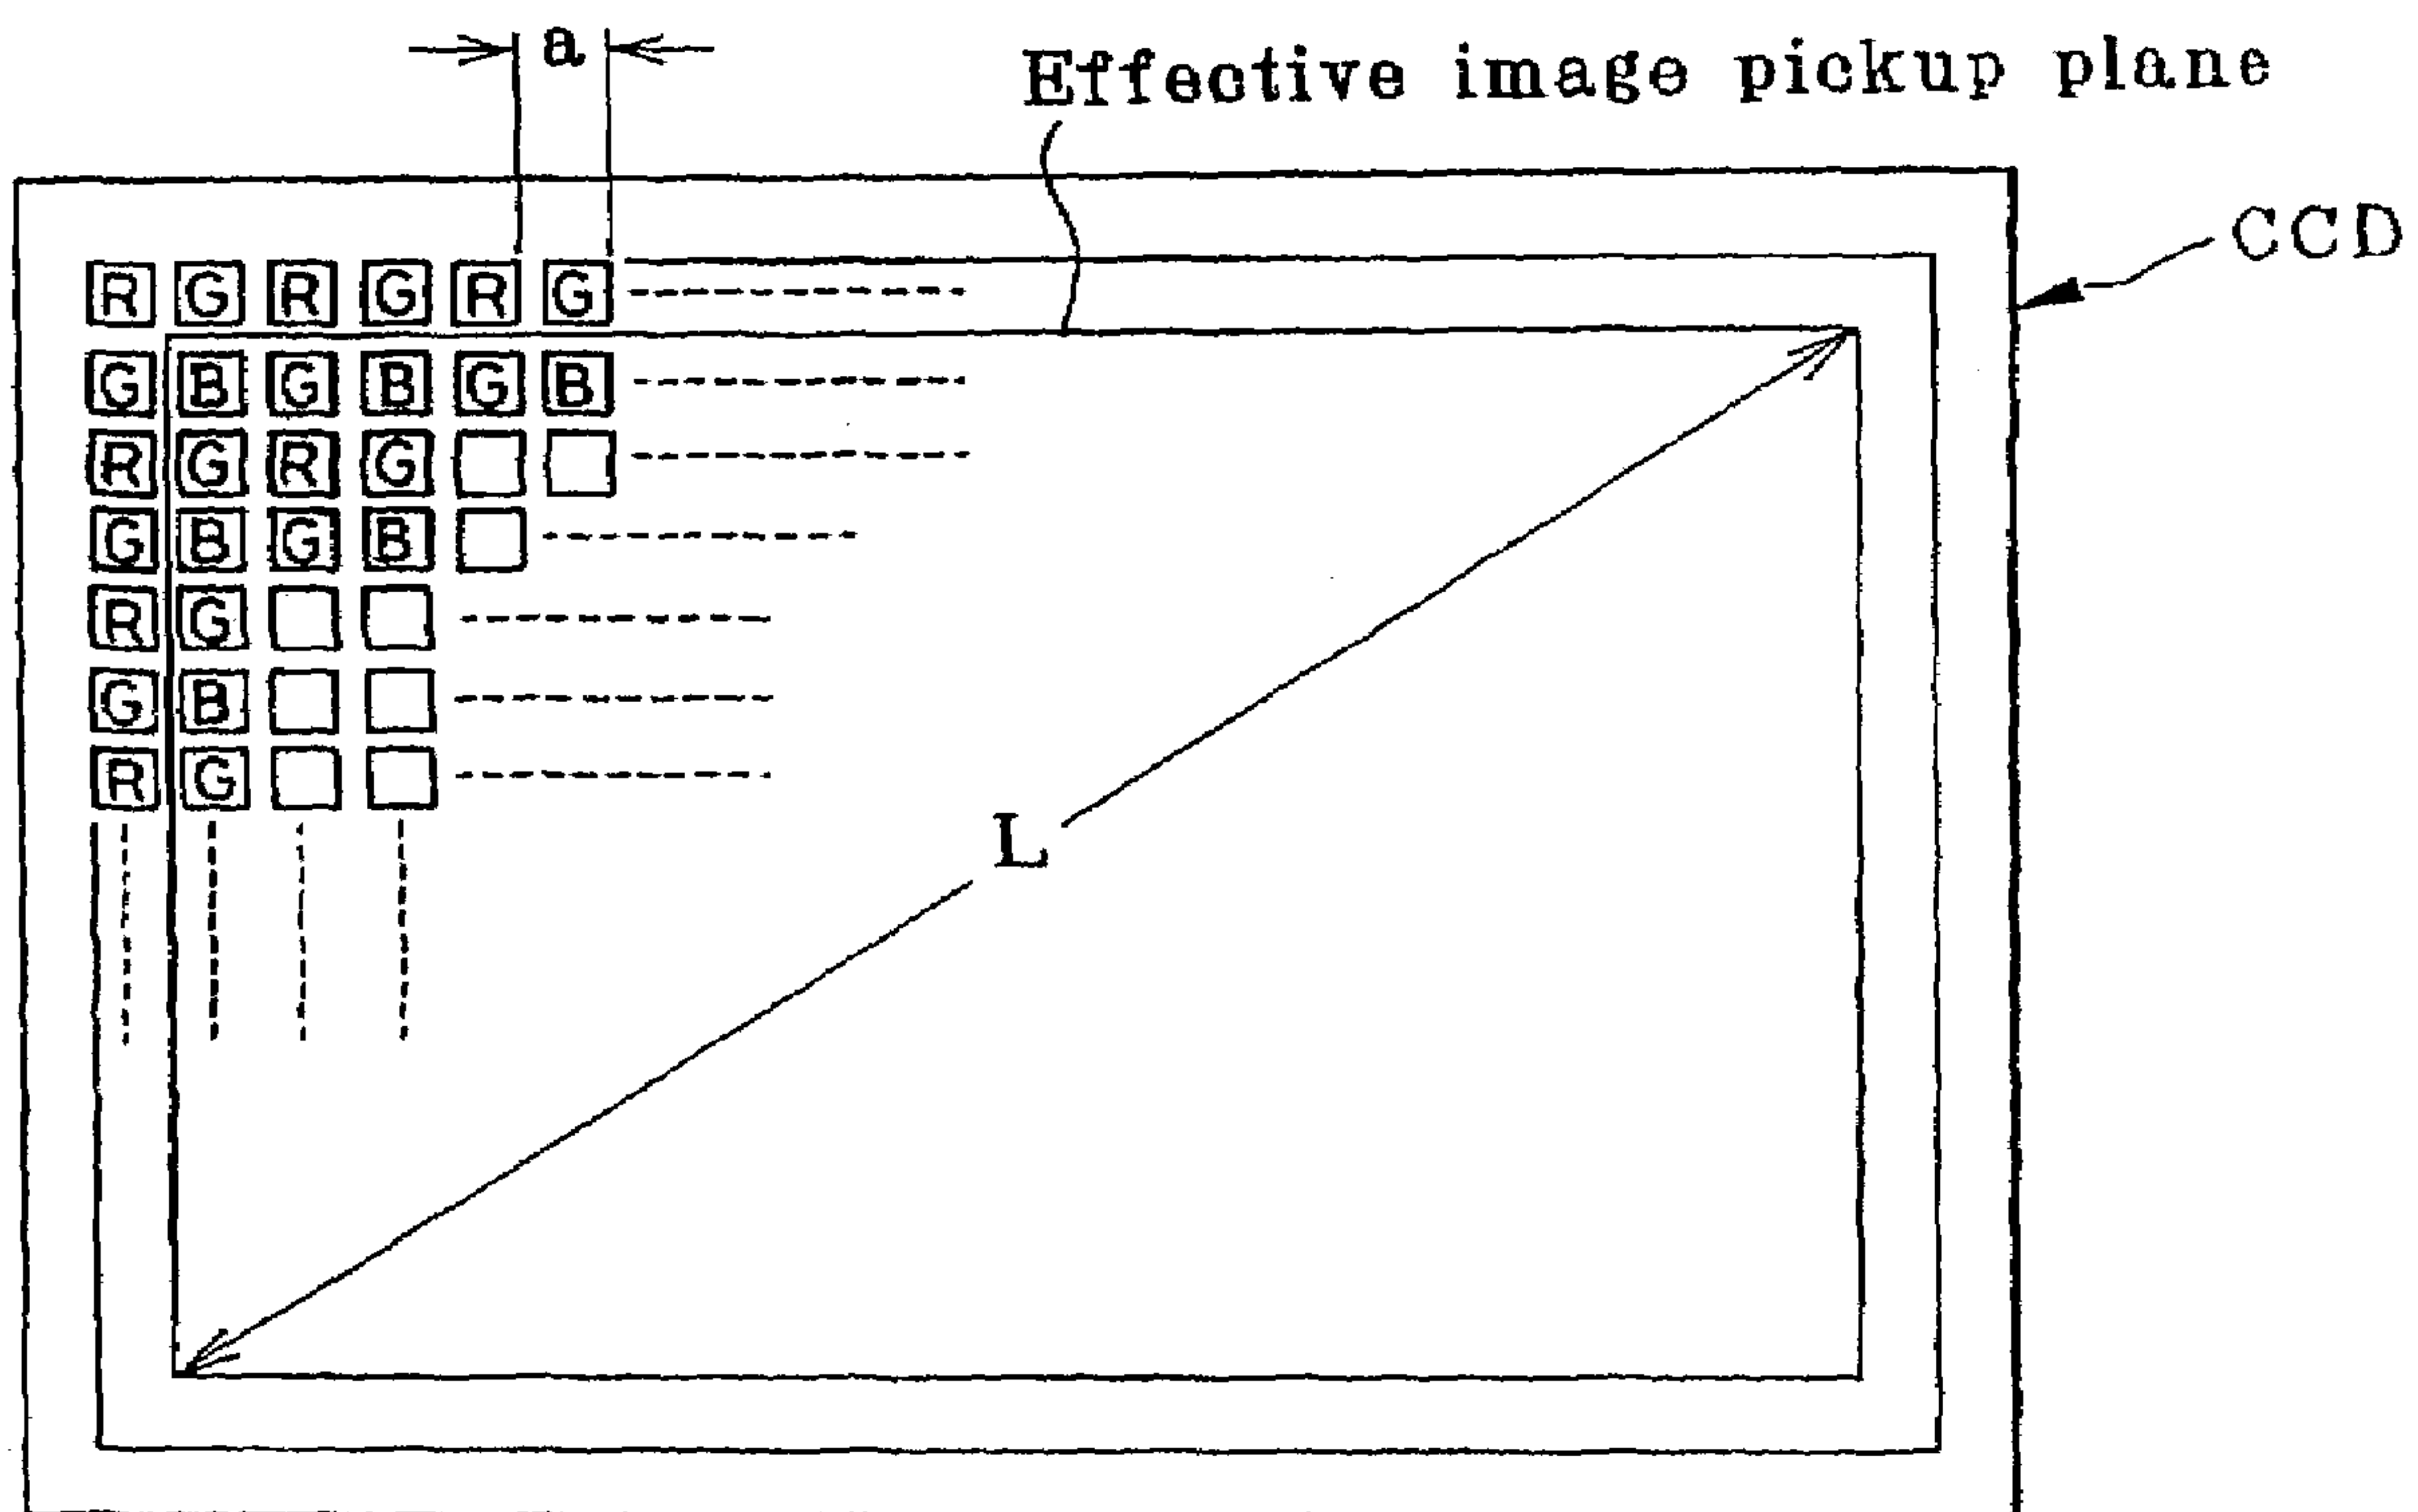 a
Effective image pickup plane
CCD
R G R G R G
G B G B G B
R G R G
G B G B
R G
G B
R G
L